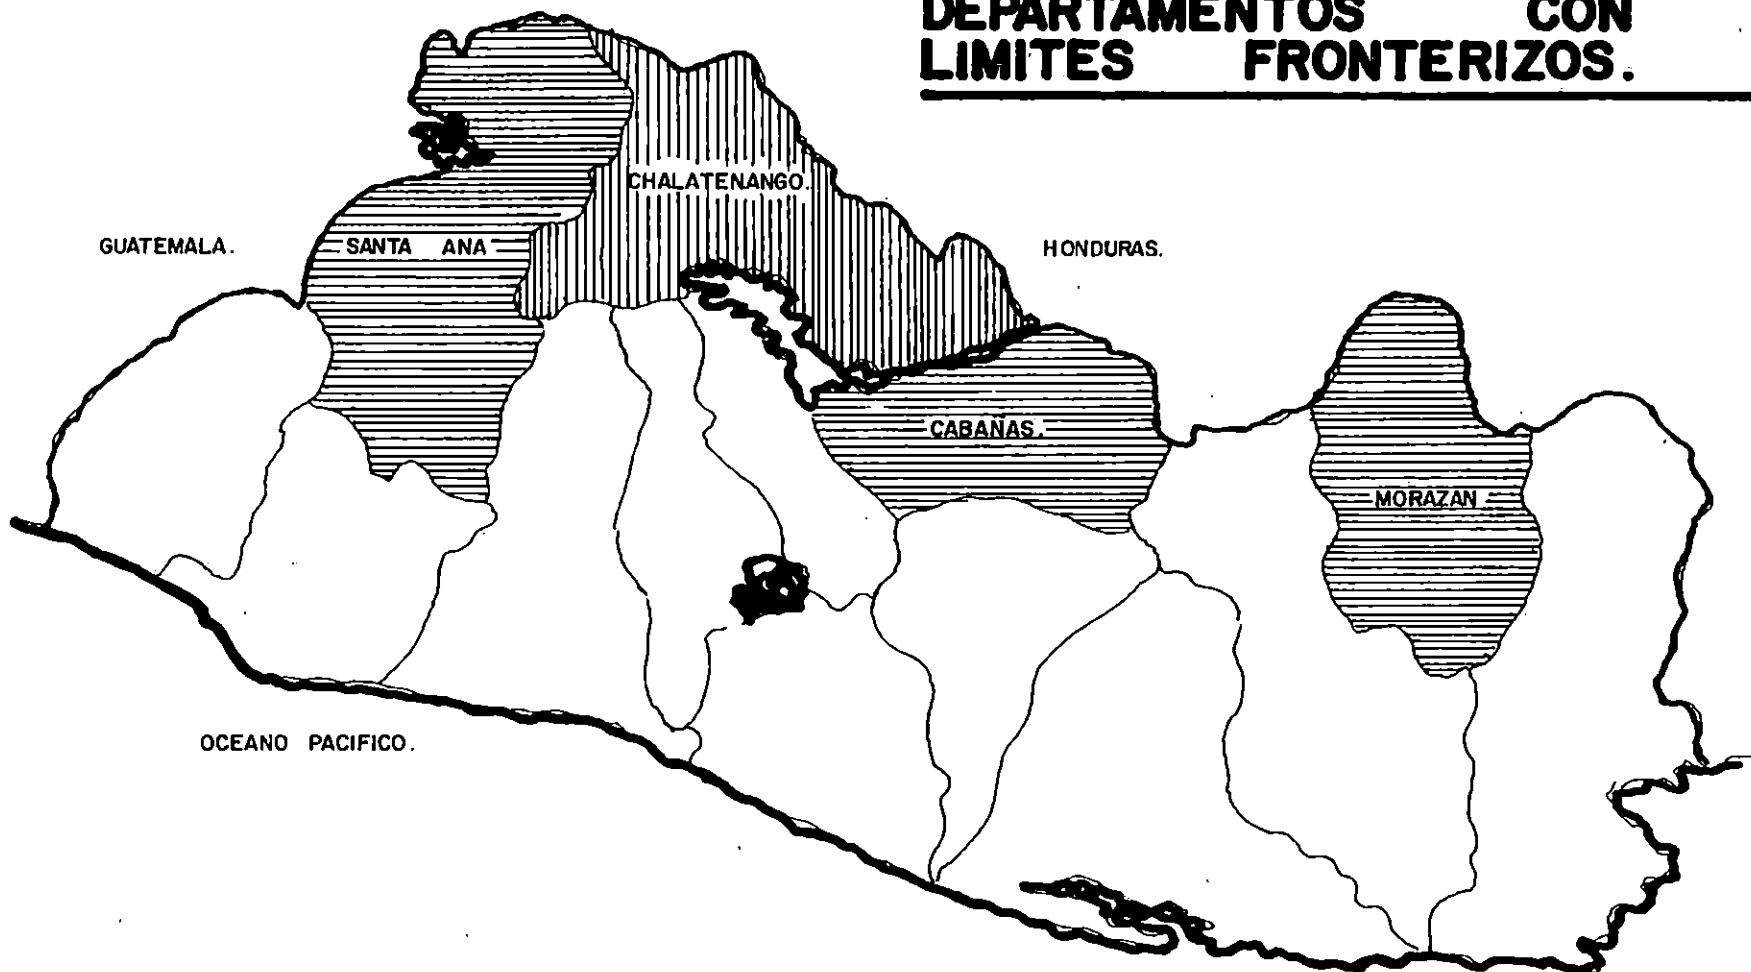 DEPARTAMENTOS CON
LIMITES FRONTERIZOS.
CHALATENANGO.
GUATEMALA.
SANTA ANA
HONDURAS.
CABAÑAS.
MORAZAN
OCEANO PACIFICO.